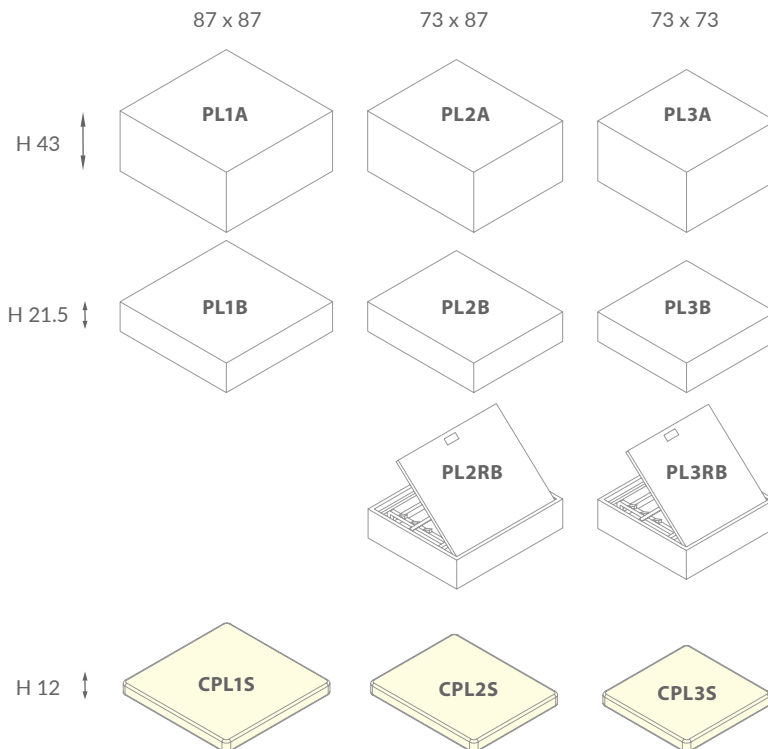 87 x 87 73 x 87 73 x 73
H 43 PL1A PL2A PL3A
H 21.5 PL1B PL2B PL3B
PL2RB PL3RB
H 12 CPL1S CPL2S CPL3S